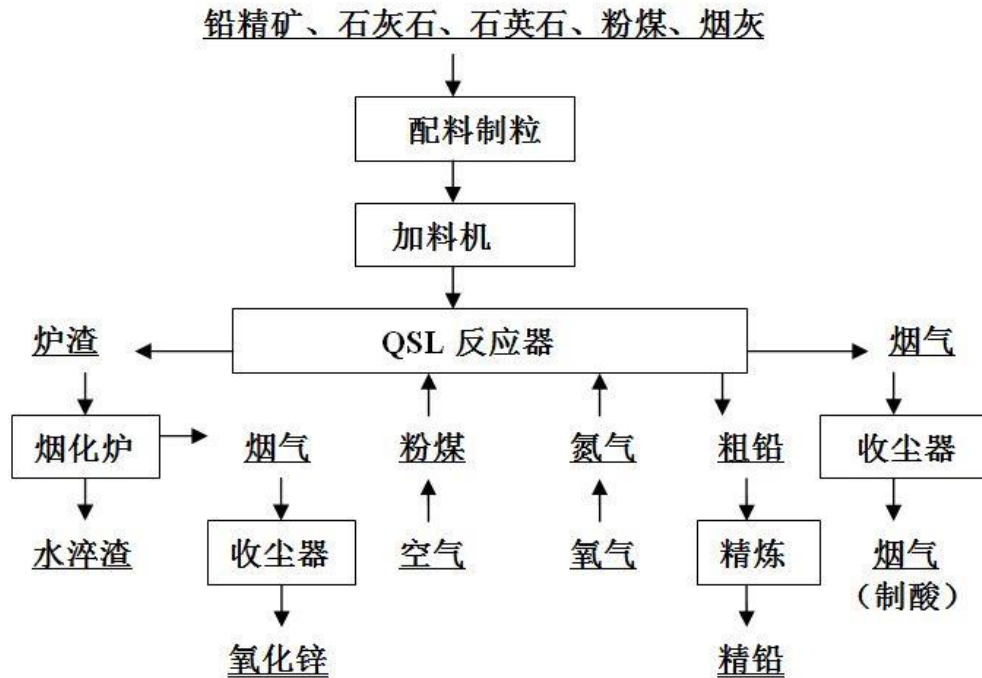 铅精矿、石灰石、石英石、粉煤、烟灰
配料制粒
加料机
QSL 反应器
炉渣
烟气
烟化炉
烟气
粉煤
氮气
粗铅
收尘器
水淬渣
收尘器
空气
氧气
精炼
烟气
（制酸）
氧化锌
精铅